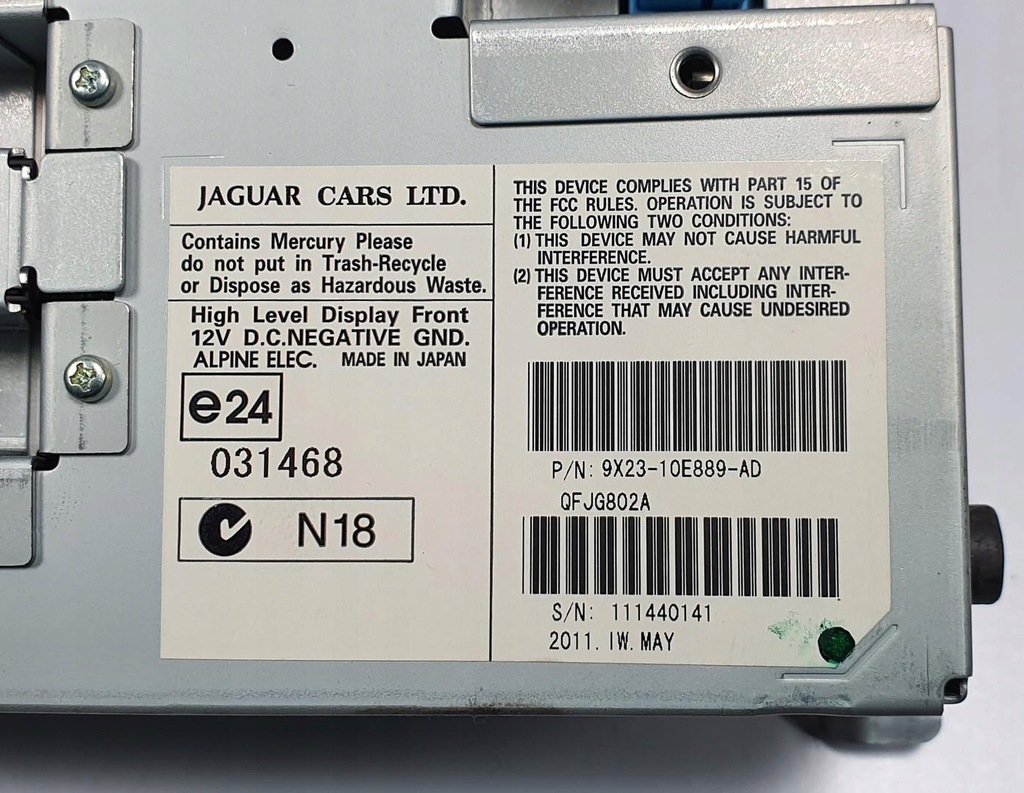 JAGUAR CARS LTD.
Contains Mercury Please
do not put in Trash-Recycle
or Dispose as Hazardous Waste.
High Level Display Front
12V D.C.NEGATIVE GND.
ALPINE ELEC. MADE IN JAPAN
e24
031468
N18
THIS DEVICE COMPLIES WITH PART 15 OF
THE FCC RULES. OPERATION IS SUBJECT TO
THE FOLLOWING TWO CONDITIONS:
(1) THIS DEVICE MAY NOT CAUSE HARMFUL
INTERFERENCE.
(2) THIS DEVICE MUST ACCEPT ANY INTER-
FERENCE RECEIVED INCLUDING INTER-
FERENCE THAT MAY CAUSE UNDESIRED
OPERATION.
P/N: 9X23-10E889-AD
QFJG802A
S/N: 111440141
2011. IW. MAY